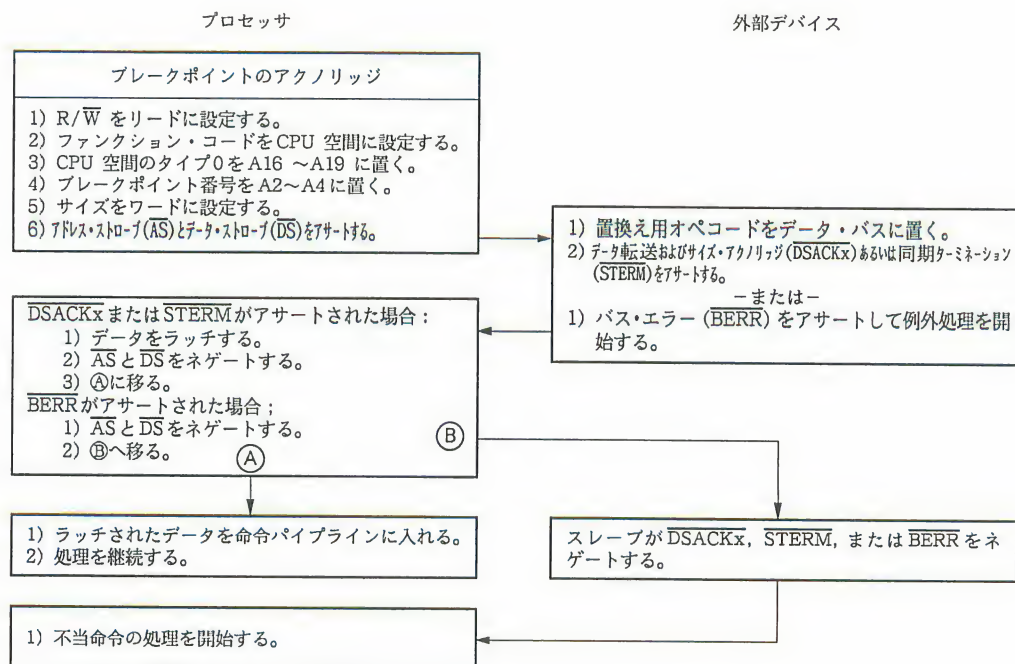 プロセッサ
外部デバイス
ブレークポイントのアクノリッジ
1) R/W̅ をリードに設定する。
2) ファンクション・コードをCPU 空間に設定する。
3) CPU 空間のタイプ0をA16 ～A19 に置く。
4) ブレークポイント番号をA2～A4に置く。
5) サイズをワードに設定する。
6) アドレス・ストローブ(A̅S̅)とデータ・ストローブ(D̅S̅)をアサートする。
1) 置換え用オペコードをデータ・バスに置く。
2) データ転送およびサイズ・アクノリッジ(D̅S̅A̅C̅K̅x̅)あるいは同期ターミネーション
(S̅T̅E̅R̅M̅)をアサートする。
－または－
1) バス・エラー (B̅E̅R̅R̅) をアサートして例外処理を開
始する。
D̅S̅A̅C̅K̅x̅ または S̅T̅E̅R̅M̅ がアサートされた場合；
1) データをラッチする。
2) A̅S̅ と D̅S̅ をネゲートする。
3) Ⓐに移る。
B̅E̅R̅R̅ がアサートされた場合；
1) A̅S̅ と D̅S̅ をネゲートする。
2) Ⓑへ移る。
Ⓑ
Ⓐ
1) ラッチされたデータを命令パイプラインに入れる。
2) 処理を継続する。
スレーブが D̅S̅A̅C̅K̅x̅, S̅T̅E̅R̅M̅, または B̅E̅R̅R̅ をネ
ゲートする。
1) 不当命令の処理を開始する。